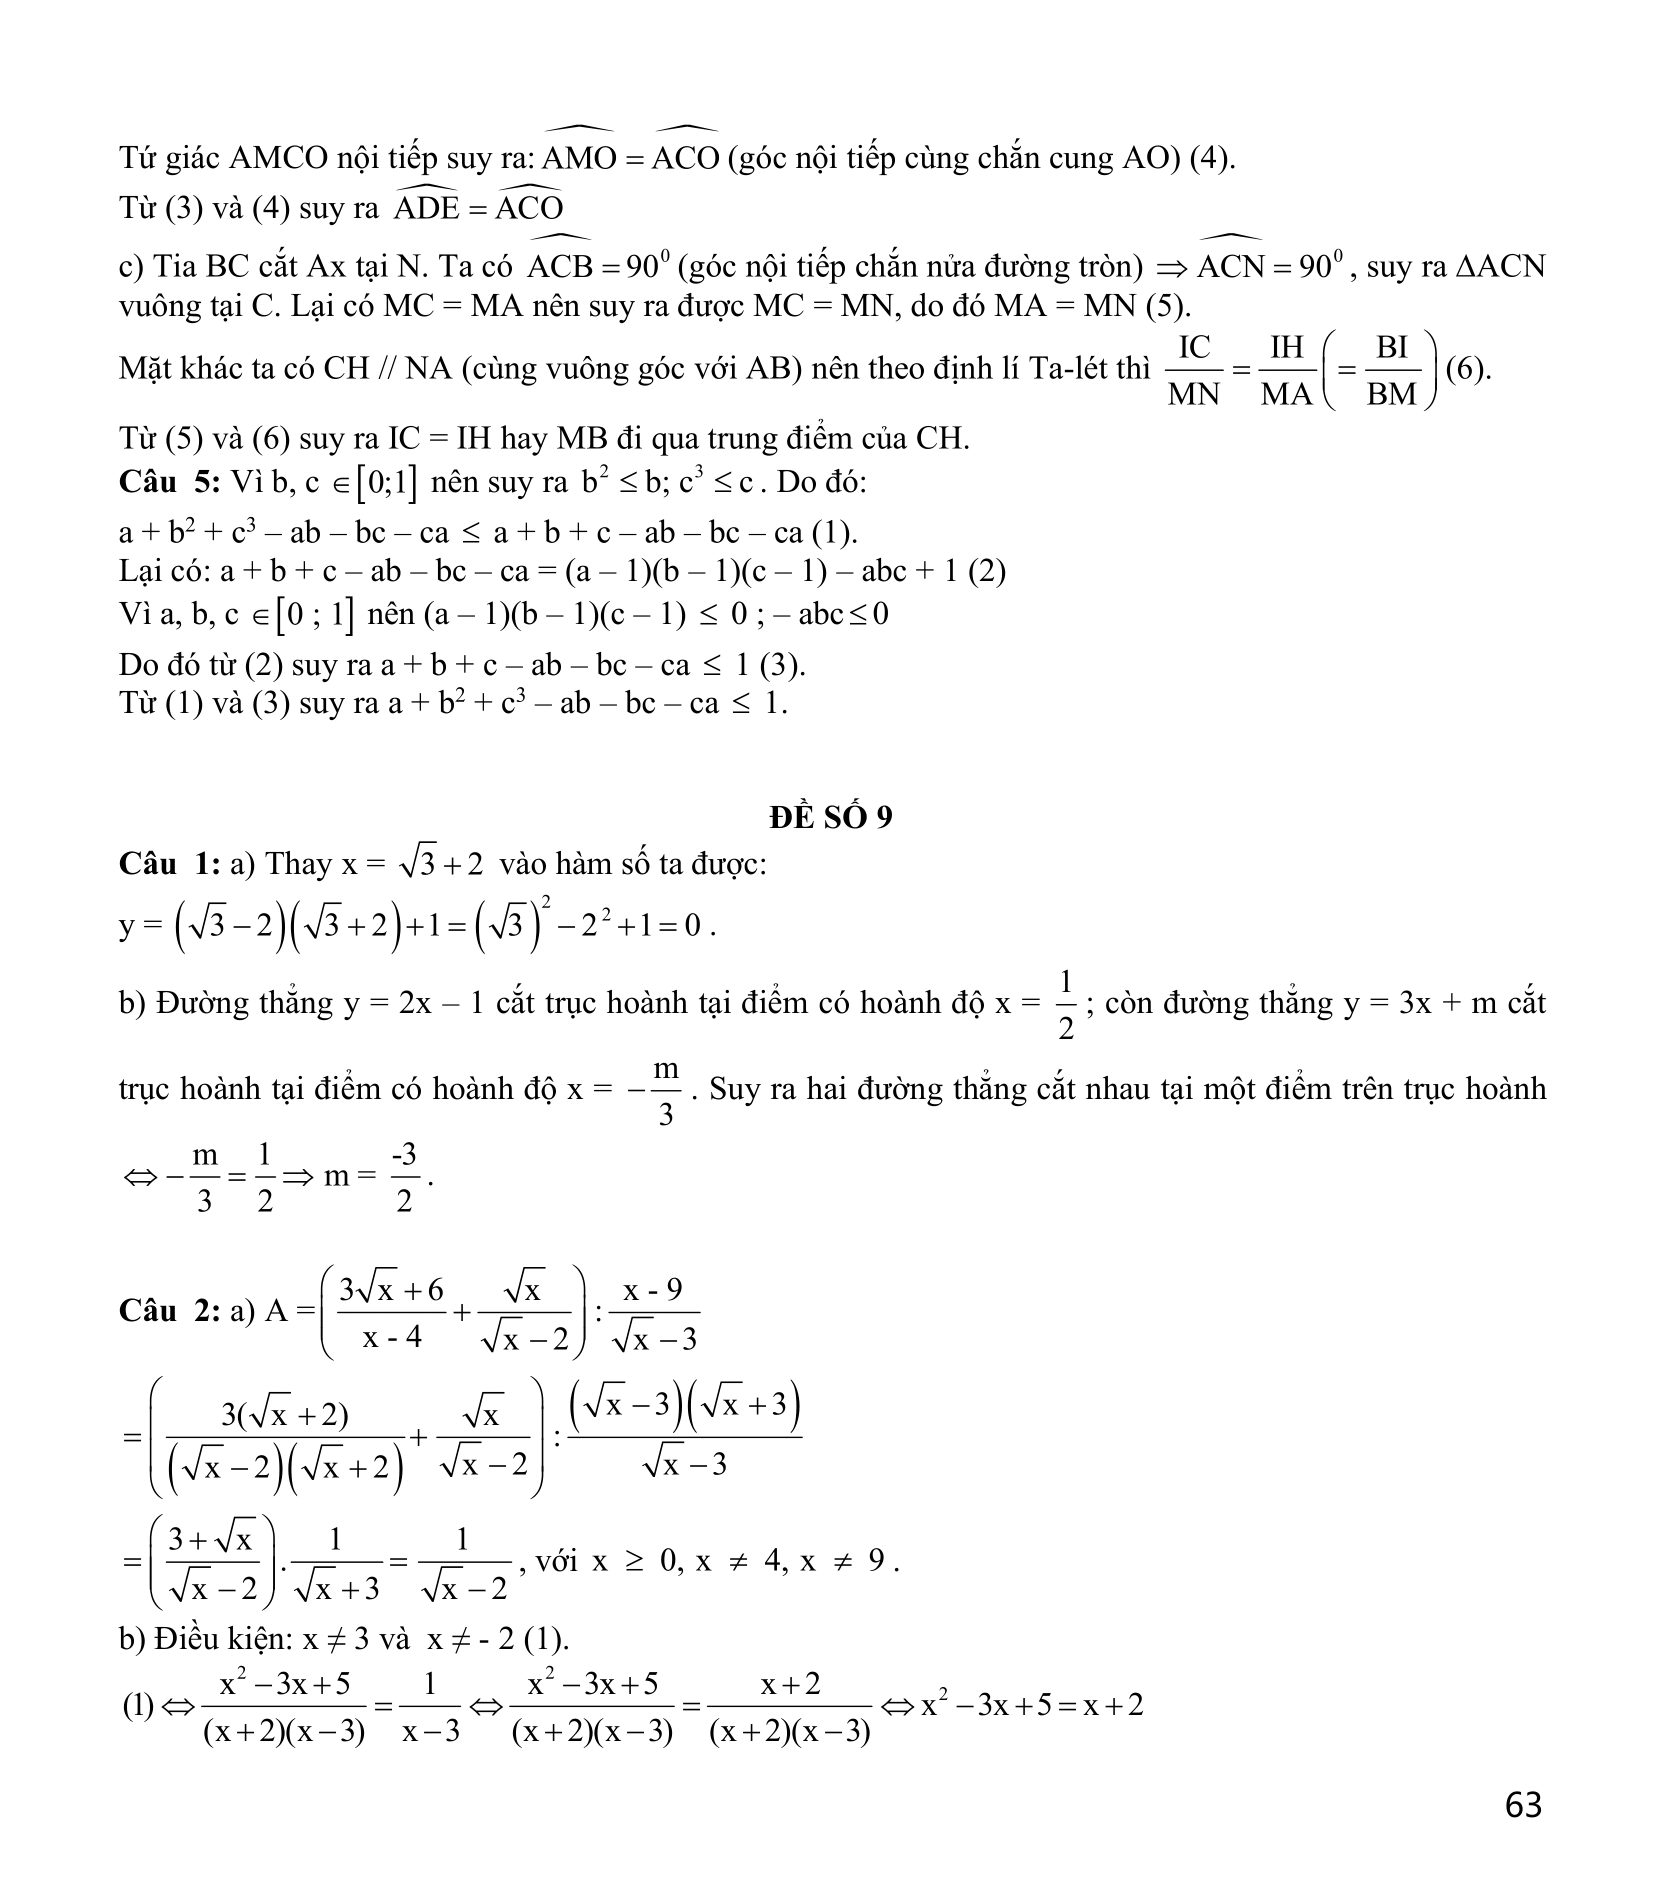 Tứ giác AMCO nội tiếp suy ra: $\widehat{AMO} = \widehat{ACO}$ (góc nội tiếp cùng chắn cung AO) (4).
Từ (3) và (4) suy ra $\widehat{ADE} = \widehat{ACO}$
c) Tia BC cắt Ax tại N. Ta có $\widehat{ACB} = 90^0$ (góc nội tiếp chắn nửa đường tròn) $\Rightarrow \widehat{ACN} = 90^0$, suy ra ∆ACN
vuông tại C. Lại có MC = MA nên suy ra được MC = MN, do đó MA = MN (5).
Mặt khác ta có CH // NA (cùng vuông góc với AB) nên theo định lí Ta-lét thì $\frac{IC}{MN} = \frac{IH}{MA} \left( = \frac{BI}{BM} \right)$ (6).
Từ (5) và (6) suy ra IC = IH hay MB đi qua trung điểm của CH.
Câu 5: Vì b, c ∈ [0;1] nên suy ra $b^2 \le b; c^3 \le c$. Do đó:
a + b² + c³ – ab – bc – ca ≤ a + b + c – ab – bc – ca (1).
Lại có: a + b + c – ab – bc – ca = (a – 1)(b – 1)(c – 1) – abc + 1 (2)
Vì a, b, c ∈ [0 ; 1] nên (a – 1)(b – 1)(c – 1) ≤ 0 ; – abc ≤ 0
Do đó từ (2) suy ra a + b + c – ab – bc – ca ≤ 1 (3).
Từ (1) và (3) suy ra a + b² + c³ – ab – bc – ca ≤ 1.
ĐỀ SỐ 9
Câu 1: a) Thay x = $\sqrt{3} + 2$ vào hàm số ta được:
y = $\left(\sqrt{3} - 2\right)\left(\sqrt{3} + 2\right) + 1 = \left(\sqrt{3}\right)^2 - 2^2 + 1 = 0$.
b) Đường thẳng y = 2x – 1 cắt trục hoành tại điểm có hoành độ x = $\frac{1}{2}$; còn đường thẳng y = 3x + m cắt
trục hoành tại điểm có hoành độ x = $-\frac{m}{3}$. Suy ra hai đường thẳng cắt nhau tại một điểm trên trục hoành
$\Leftrightarrow -\frac{m}{3} = \frac{1}{2} \Rightarrow m = \frac{-3}{2}$.
Câu 2: a) A = $\left( \frac{3\sqrt{x} + 6}{x - 4} + \frac{\sqrt{x}}{\sqrt{x} - 2} \right) : \frac{x - 9}{\sqrt{x} - 3}$
$= \left( \frac{3(\sqrt{x} + 2)}{\left(\sqrt{x} - 2\right)\left(\sqrt{x} + 2\right)} + \frac{\sqrt{x}}{\sqrt{x} - 2} \right) : \frac{\left(\sqrt{x} - 3\right)\left(\sqrt{x} + 3\right)}{\sqrt{x} - 3}$
$= \left( \frac{3 + \sqrt{x}}{\sqrt{x} - 2} \right) . \frac{1}{\sqrt{x} + 3} = \frac{1}{\sqrt{x} - 2}$, với x ≥ 0, x ≠ 4, x ≠ 9 .
b) Điều kiện: x ≠ 3 và x ≠ - 2 (1).
$(1) \Leftrightarrow \frac{x^2 - 3x + 5}{(x + 2)(x - 3)} = \frac{1}{x - 3} \Leftrightarrow \frac{x^2 - 3x + 5}{(x + 2)(x - 3)} = \frac{x + 2}{(x + 2)(x - 3)} \Leftrightarrow x^2 - 3x + 5 = x + 2$
63